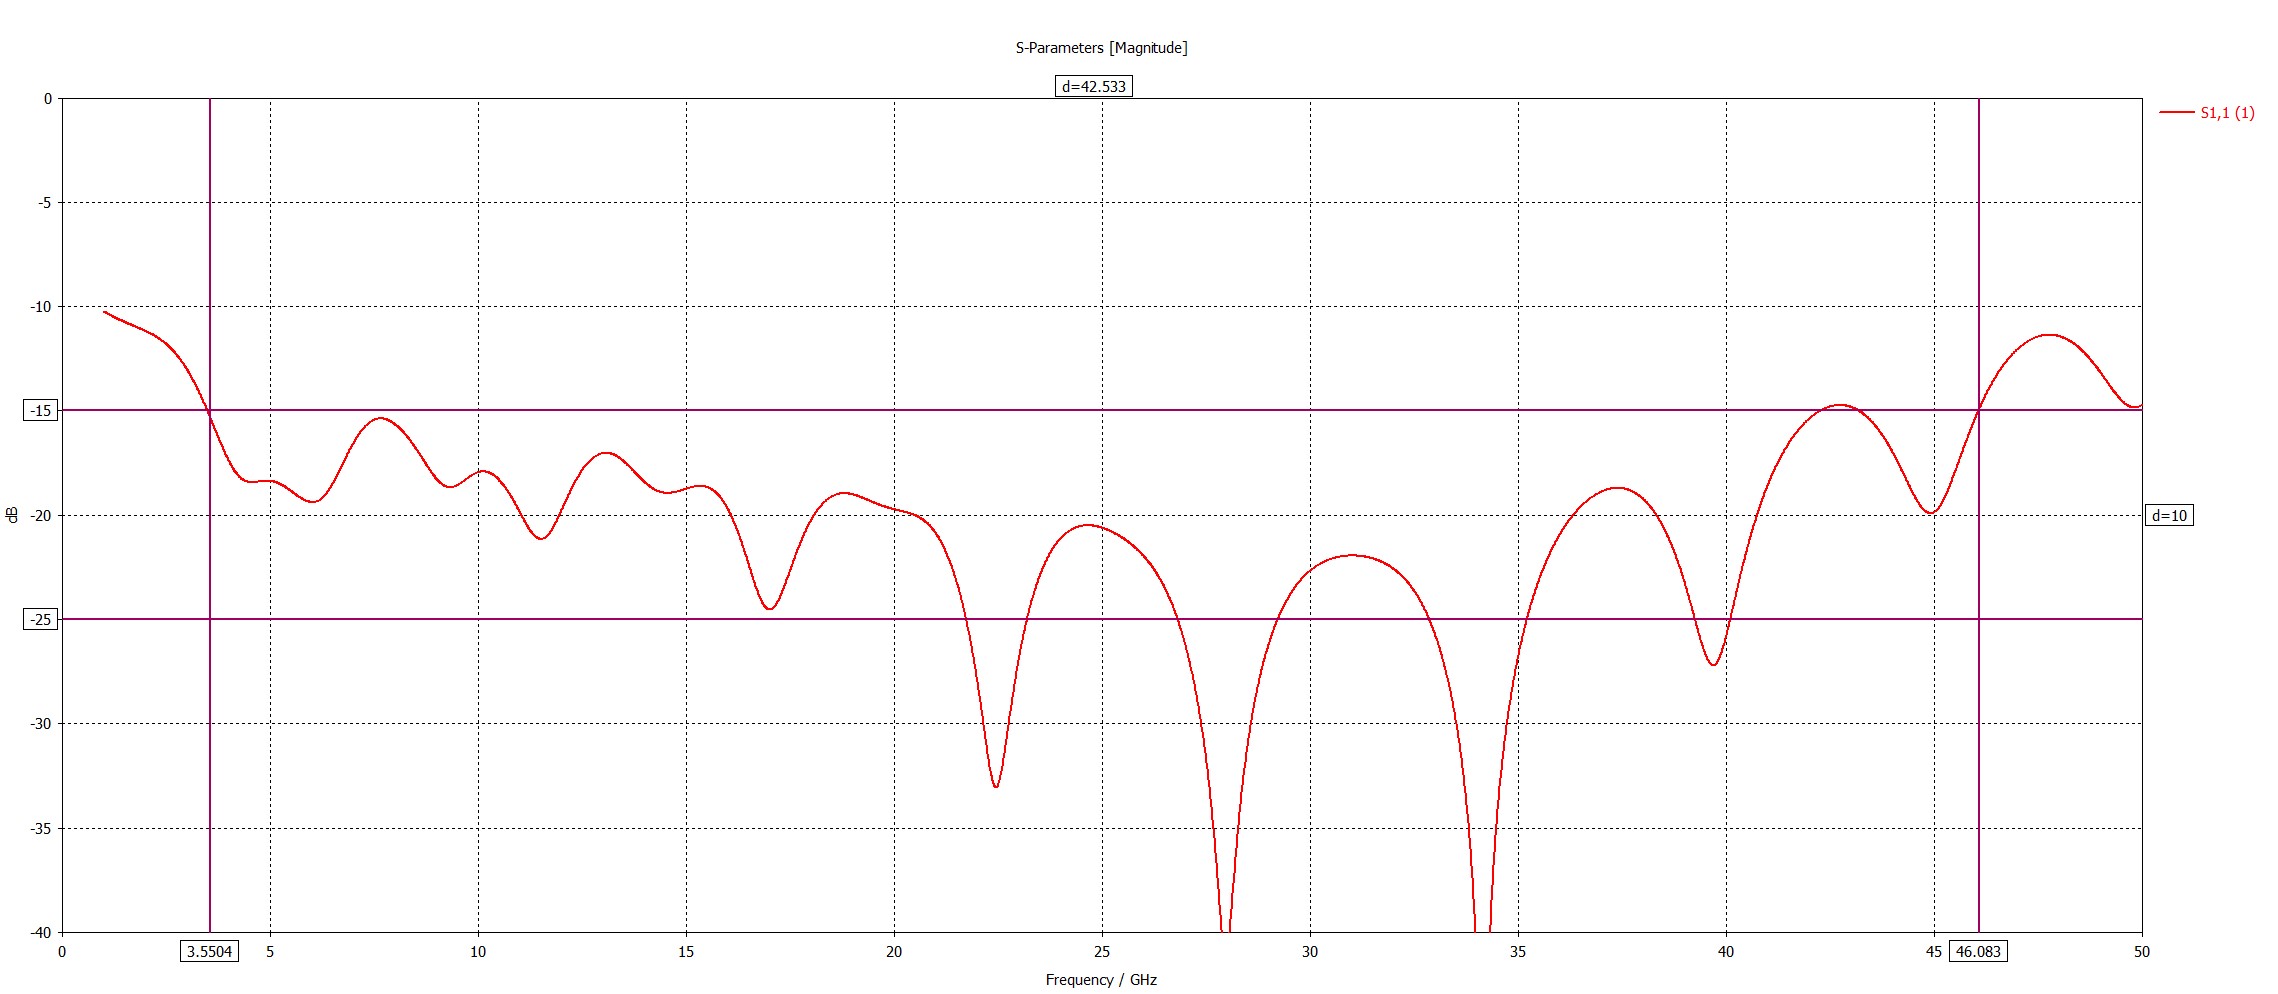 S-Parameters [Magnitude]
d=42.533
S1,1 (1)
0
-5
-10
-15
-20
-25
-30
-35
-40
dB
d=10
0 3.5504 5 10 15 20 25 30 35 40 45 46.083 50
Frequency / GHz